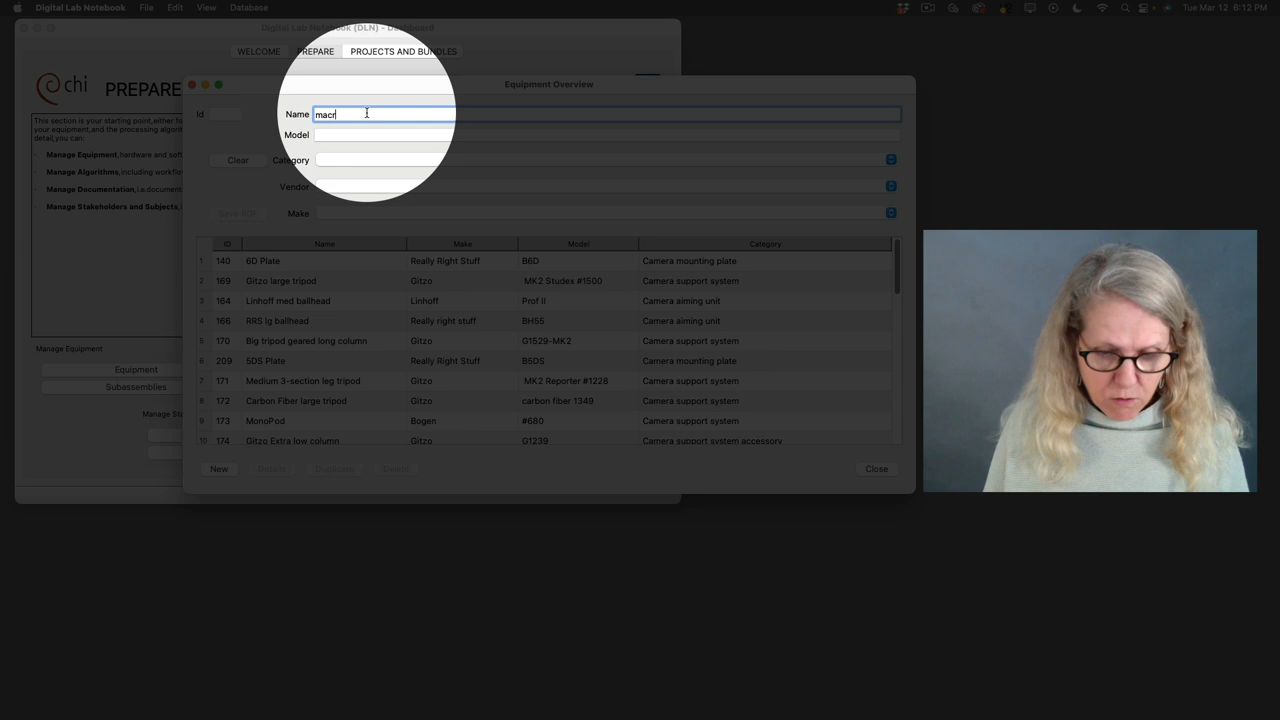 Digital Lab Notebook File Edit View Database Tue Mar 12 6:12 PM
Digital Lab Notebook (DLN) - Dashboard
WELCOME PREPARE PROJECTS AND BUNDLES
chi PREPARE
Equipment Overview
This section is your starting point, either fo
your equipment, and the processing algorit
detail, you can:
Manage Equipment, hardware and soft
Manage Algorithms, including workflow
Manage Documentation, i.e. document
Manage Stakeholders and Subjects, i
Manage Equipment
Equipment
Subassemblies
Manage Sta
Id Name macr
Model
Clear Category
Vendor
Save RDF Make
ID Name Make Model Category
1 140 6D Plate Really Right Stuff B6D Camera mounting plate
2 169 Gitzo large tripod Gitzo MK2 Studex #1500 Camera support system
3 164 Linhoff med ballhead Linhoff Prof II Camera aiming unit
4 166 RRS lg ballhead Really right stuff BH55 Camera aiming unit
5 170 Big tripod geared long column Gitzo G1529-MK2 Camera support system
6 209 5DS Plate Really Right Stuff B5DS Camera mounting plate
7 171 Medium 3-section leg tripod Gitzo MK2 Reporter #1228 Camera support system
8 172 Carbon Fiber large tripod Gitzo carbon fiber 1349 Camera support system
9 173 MonoPod Bogen #680 Camera support system
10 174 Gitzo Extra low column Gitzo G1239 Camera support system accessory
New Details Duplicate Delete Close